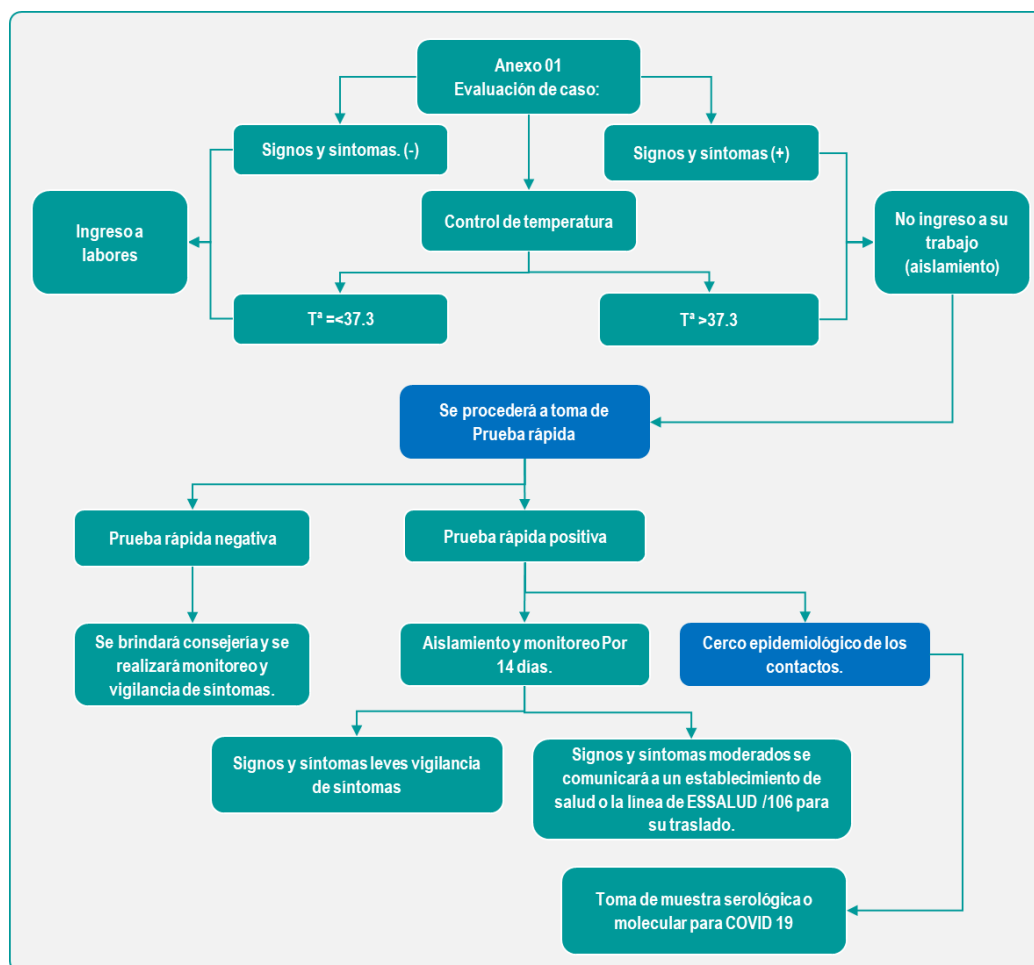 Anexo 01
Evaluación de caso:
Signos y síntomas. (-)
Signos y síntomas (+)
Ingreso a
labores
Control de temperatura
No ingreso a su
trabajo
(aislamiento)
Tª =<37.3
Tª >37.3
Se procederá a toma de
Prueba rápida
Prueba rápida negativa
Prueba rápida positiva
Se brindará consejería y se
realizará monitoreo y
vigilancia de síntomas.
Aislamiento y monitoreo Por
14 días.
Cerco epidemiológico de los
contactos.
Signos y síntomas leves vigilancia
de síntomas
Signos y síntomas moderados se
comunicará a un establecimiento de
salud o la línea de ESSALUD /106 para
su traslado.
Toma de muestra serológica o
molecular para COVID 19